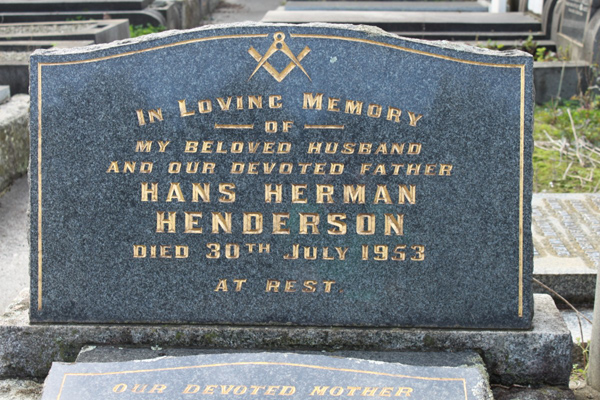 IN LOVING MEMORY
OF
MY BELOVED HUSBAND
AND OUR DEVOTED FATHER
HANS HERMAN
HENDERSON
DIED 30TH JULY 1953
AT REST.
OUR DEVOTED MOTHER